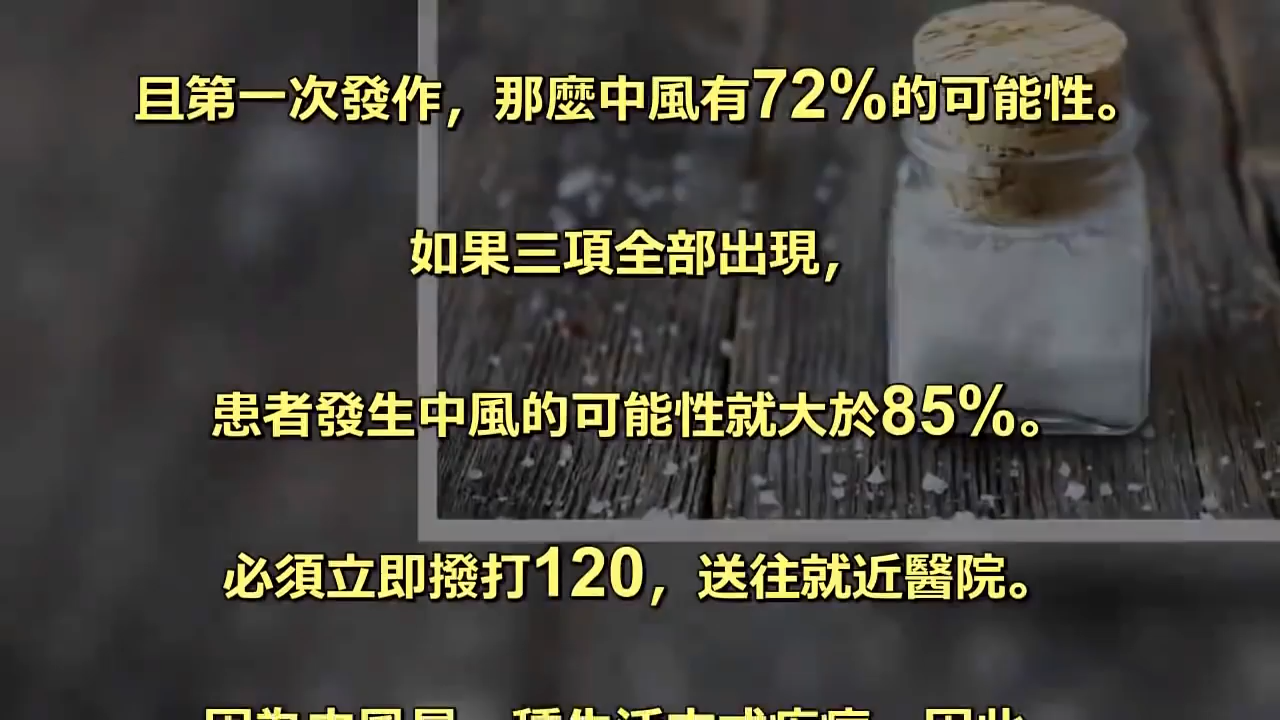 且第一次發作，那麼中風有72%的可能性。
如果三項全部出現，
患者發生中風的可能性就大於85%。
必須立即撥打120，送往就近醫院。